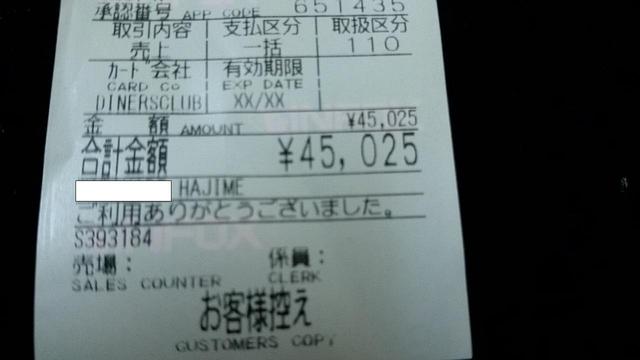 承認番号 APP CODE 651435
取引内容 支払区分 取扱区分
売上 一括 110
カード会社 有効期限
CARD Co EXP DATE
DINERSCLUB XX/XX
金 額 AMOUNT ¥45,025
合計金額 ¥45,025
HAJIME
ご利用ありがとうございました。
S393184
売場： 係員：
SALES COUNTER CLERK
お客様控え
CUSTOMERS COPY